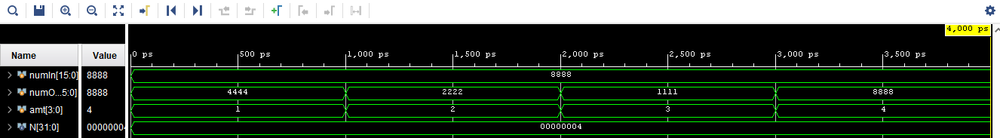 4,000 ps
Name Value 0 ps 500 ps 1,000 ps 1,500 ps 2,000 ps 2,500 ps 3,000 ps 3,500 ps
numIn[15:0] 8888 8888
numO...5:0] 8888 4444 2222 1111 8888
amt[3:0] 4 1 2 3 4
N[31:0] 00000004 00000004